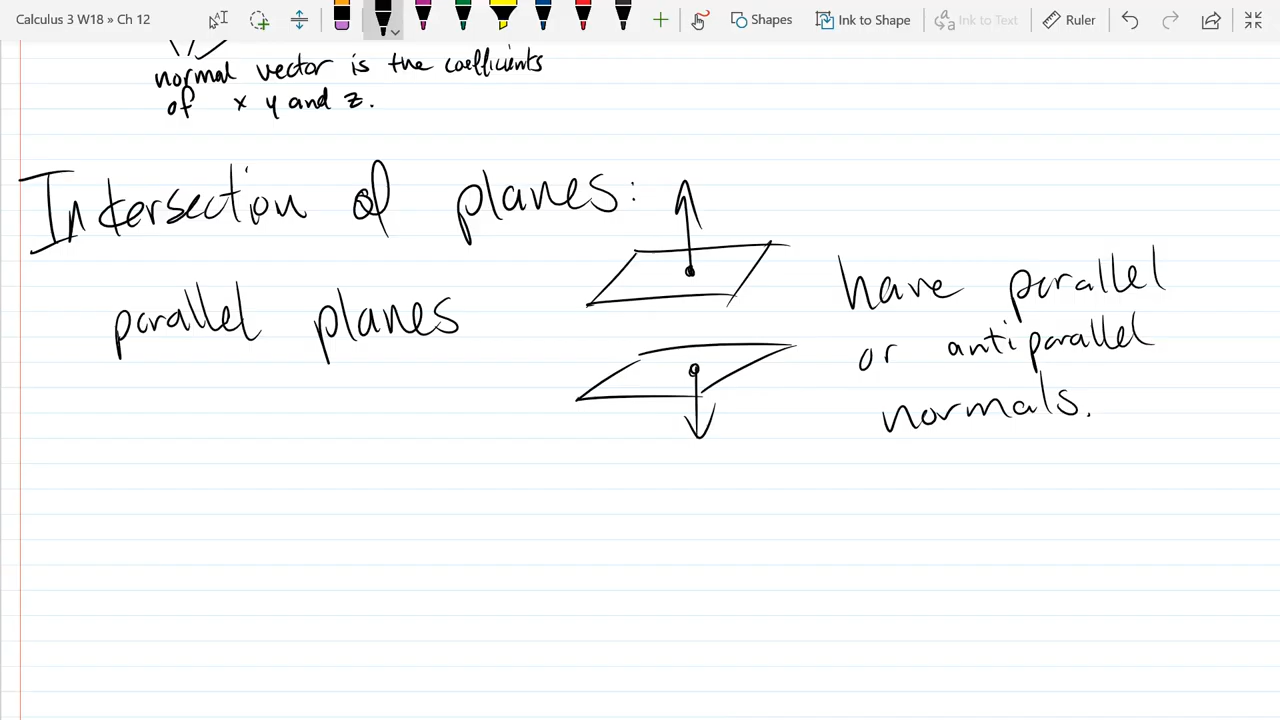 Calculus 3 W18 » Ch 12
Shapes
Ink to Shape
Ink to Text
Ruler
normal vector is the coefficients
of x y and z.
Intersection of planes:
parallel planes
have parallel
or antiparallel
normals.